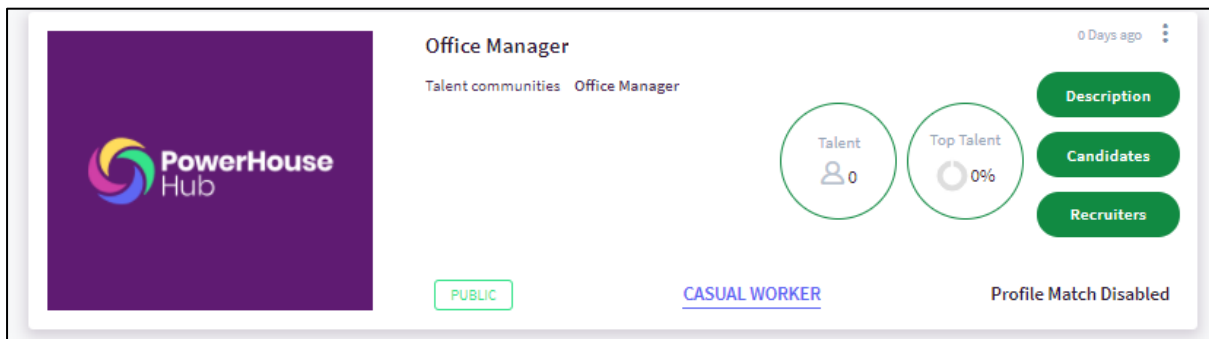 PowerHouse
Hub
Office Manager
0 Days ago
Talent communities Office Manager
Talent
0
Top Talent
0%
Description
Candidates
Recruiters
PUBLIC
CASUAL WORKER
Profile Match Disabled